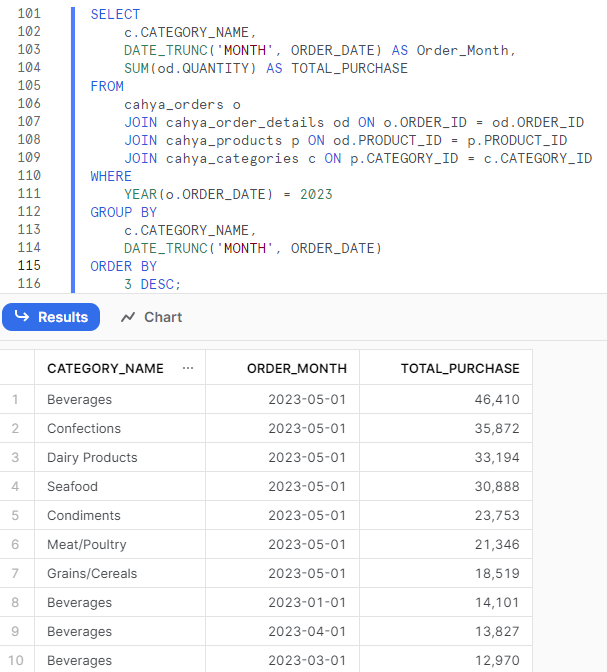 101 SELECT
102 c.CATEGORY_NAME,
103 DATE_TRUNC('MONTH', ORDER_DATE) AS Order_Month,
104 SUM(od.QUANTITY) AS TOTAL_PURCHASE
105 FROM
106 cahya_orders o
107 JOIN cahya_order_details od ON o.ORDER_ID = od.ORDER_ID
108 JOIN cahya_products p ON od.PRODUCT_ID = p.PRODUCT_ID
109 JOIN cahya_categories c ON p.CATEGORY_ID = c.CATEGORY_ID
110 WHERE
111 YEAR(o.ORDER_DATE) = 2023
112 GROUP BY
113 c.CATEGORY_NAME,
114 DATE_TRUNC('MONTH', ORDER_DATE)
115 ORDER BY
116 3 DESC;
Results Chart
CATEGORY_NAME ... ORDER_MONTH TOTAL_PURCHASE
1 Beverages 2023-05-01 46,410
2 Confections 2023-05-01 35,872
3 Dairy Products 2023-05-01 33,194
4 Seafood 2023-05-01 30,888
5 Condiments 2023-05-01 23,753
6 Meat/Poultry 2023-05-01 21,346
7 Grains/Cereals 2023-05-01 18,519
8 Beverages 2023-01-01 14,101
9 Beverages 2023-04-01 13,827
10 Beverages 2023-03-01 12,970